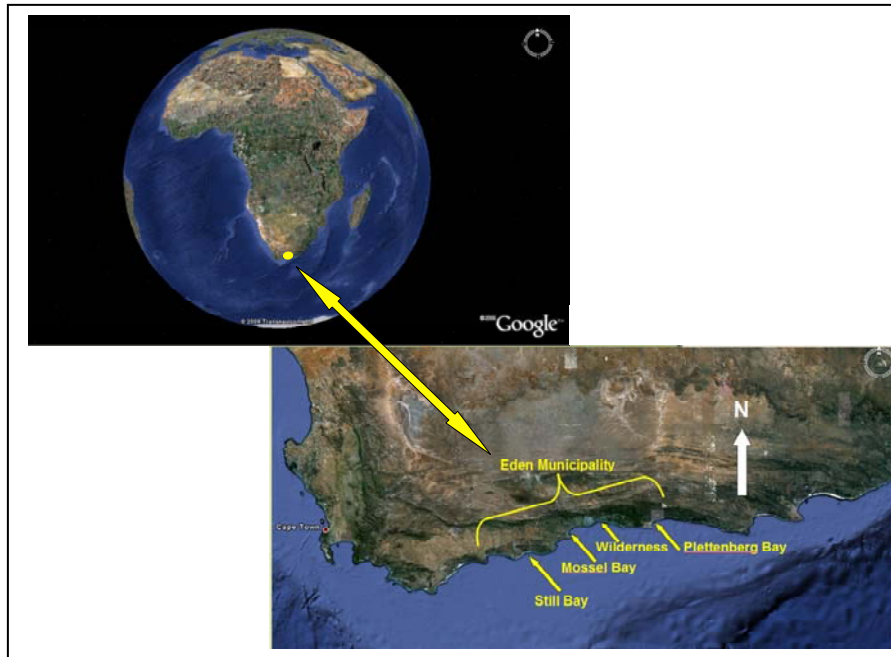 Google
N
Eden Municipality
Cape Town
Wilderness
Plettenberg Bay
Mossel Bay
Still Bay